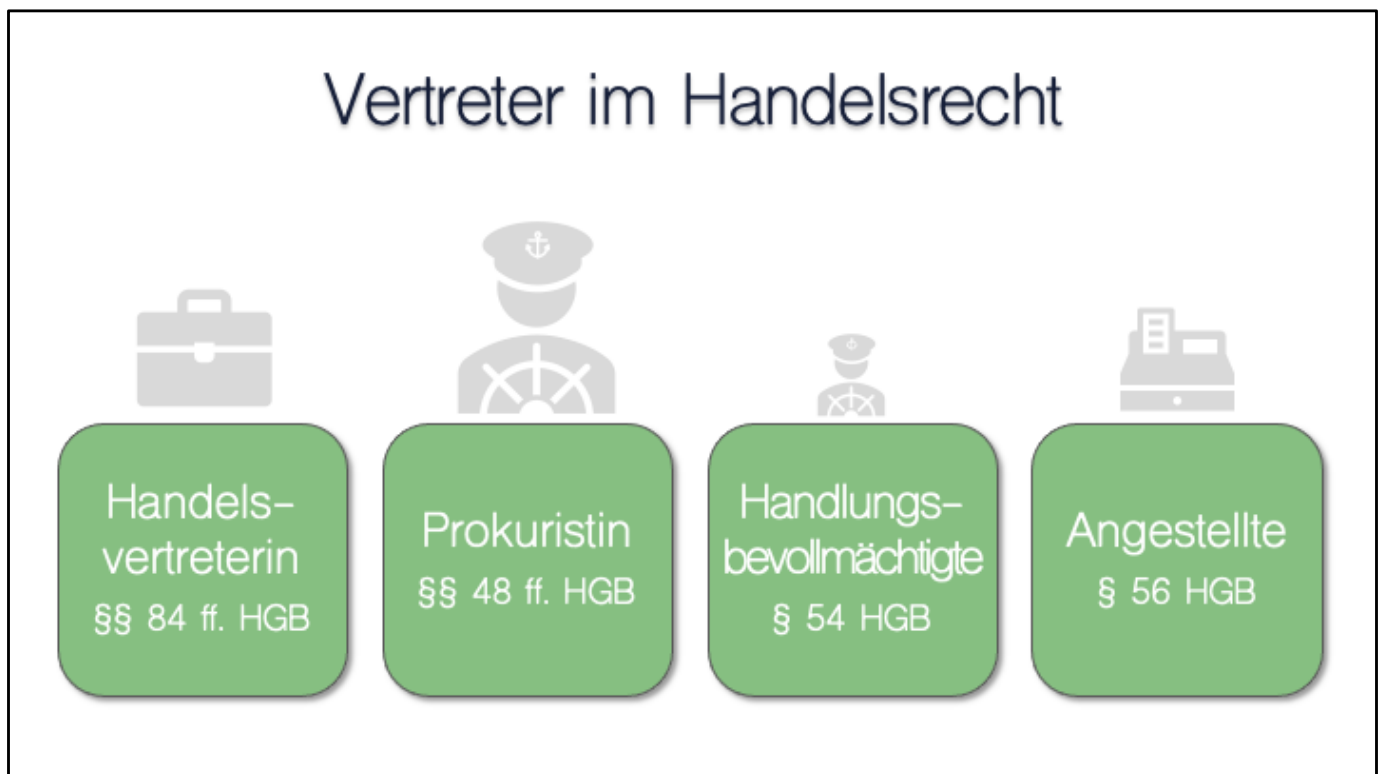 Vertreter im Handelsrecht
Handels-
vertreterin
§§ 84 ff. HGB
Prokuristin
§§ 48 ff. HGB
Handlungs-
bevollmächtigte
§ 54 HGB
Angestellte
§ 56 HGB